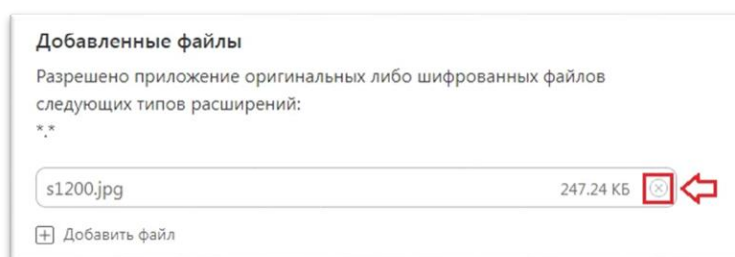 Добавленные файлы
Разрешено приложение оригинальных либо шифрованных файлов
следующих типов расширений:
*.*
s1200.jpg 247.24 КБ
Добавить файл